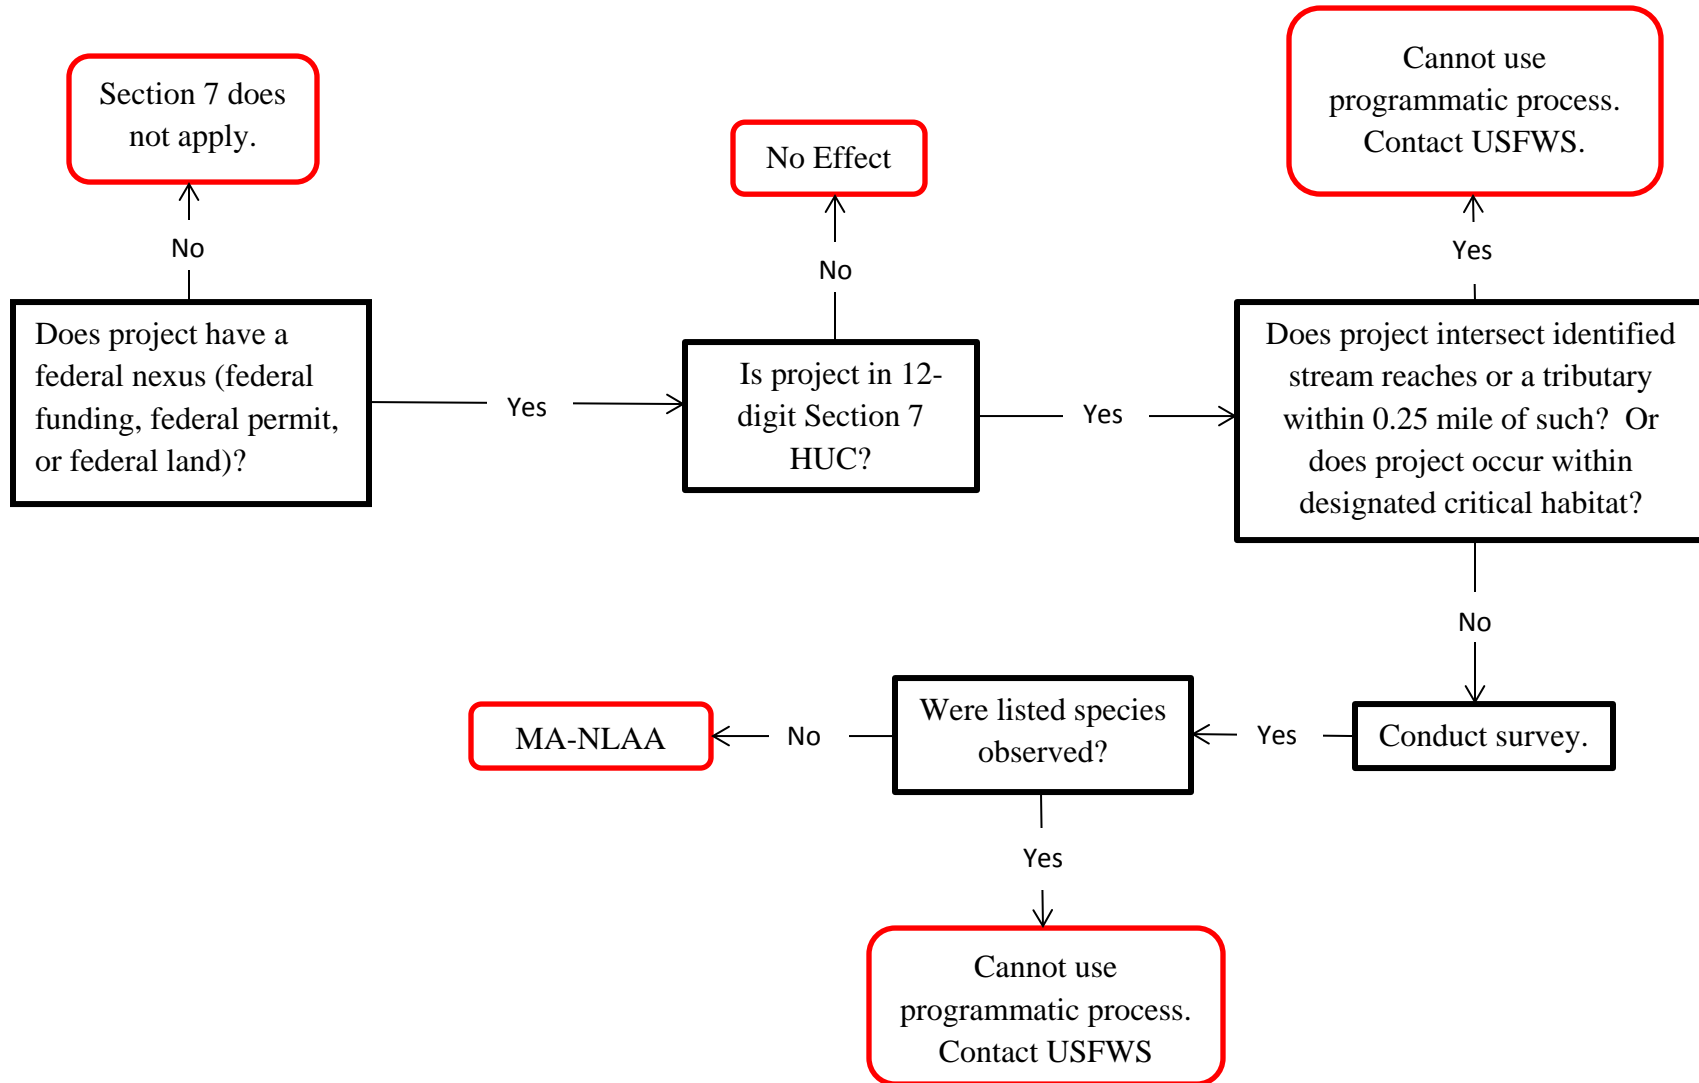 Section 7 does
not apply.
No
Does project have a
federal nexus (federal
funding, federal permit,
or federal land)?
Yes
No Effect
No
Is project in 12-
digit Section 7
HUC?
Yes
Cannot use
programmatic process.
Contact USFWS.
Yes
Does project intersect identified
stream reaches or a tributary
within 0.25 mile of such?  Or
does project occur within
designated critical habitat?
No
Conduct survey.
Yes
Were listed species
observed?
No
MA-NLAA
Yes
Cannot use
programmatic process.
Contact USFWS